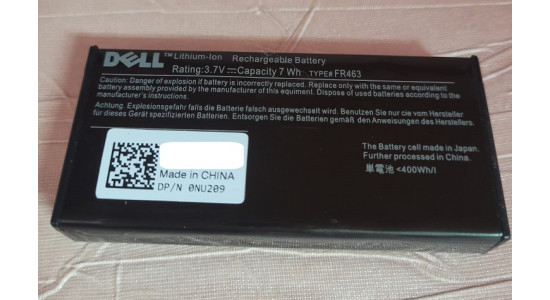 DELL™ Lithium-Ion Rechargeable Battery
Rating:3.7V⎓Capacity 7 Wh TYPE# FR463
Caution: Danger of explosion if battery is incorrectly replaced. Replace only with the same or equivalent
battery assembly provided by the manufacturer of this equiment. Dispose of used batteries according to the
manufacturer's instructions.
Achtung. Explosionsgefahr falls die Batterie falsch ausgewechselt wird. Benutzen Sie nur die vom Hersteller
für dieses Gerät spezifizierten Batterien. Entsorgen Sie die Batterien gemäß den Anweisungen des Herstellers.
Made in CHINA
DP/N 0NU209
The Battery cell made in Japan.
Further processed in China.
単電池 <400Wh/l